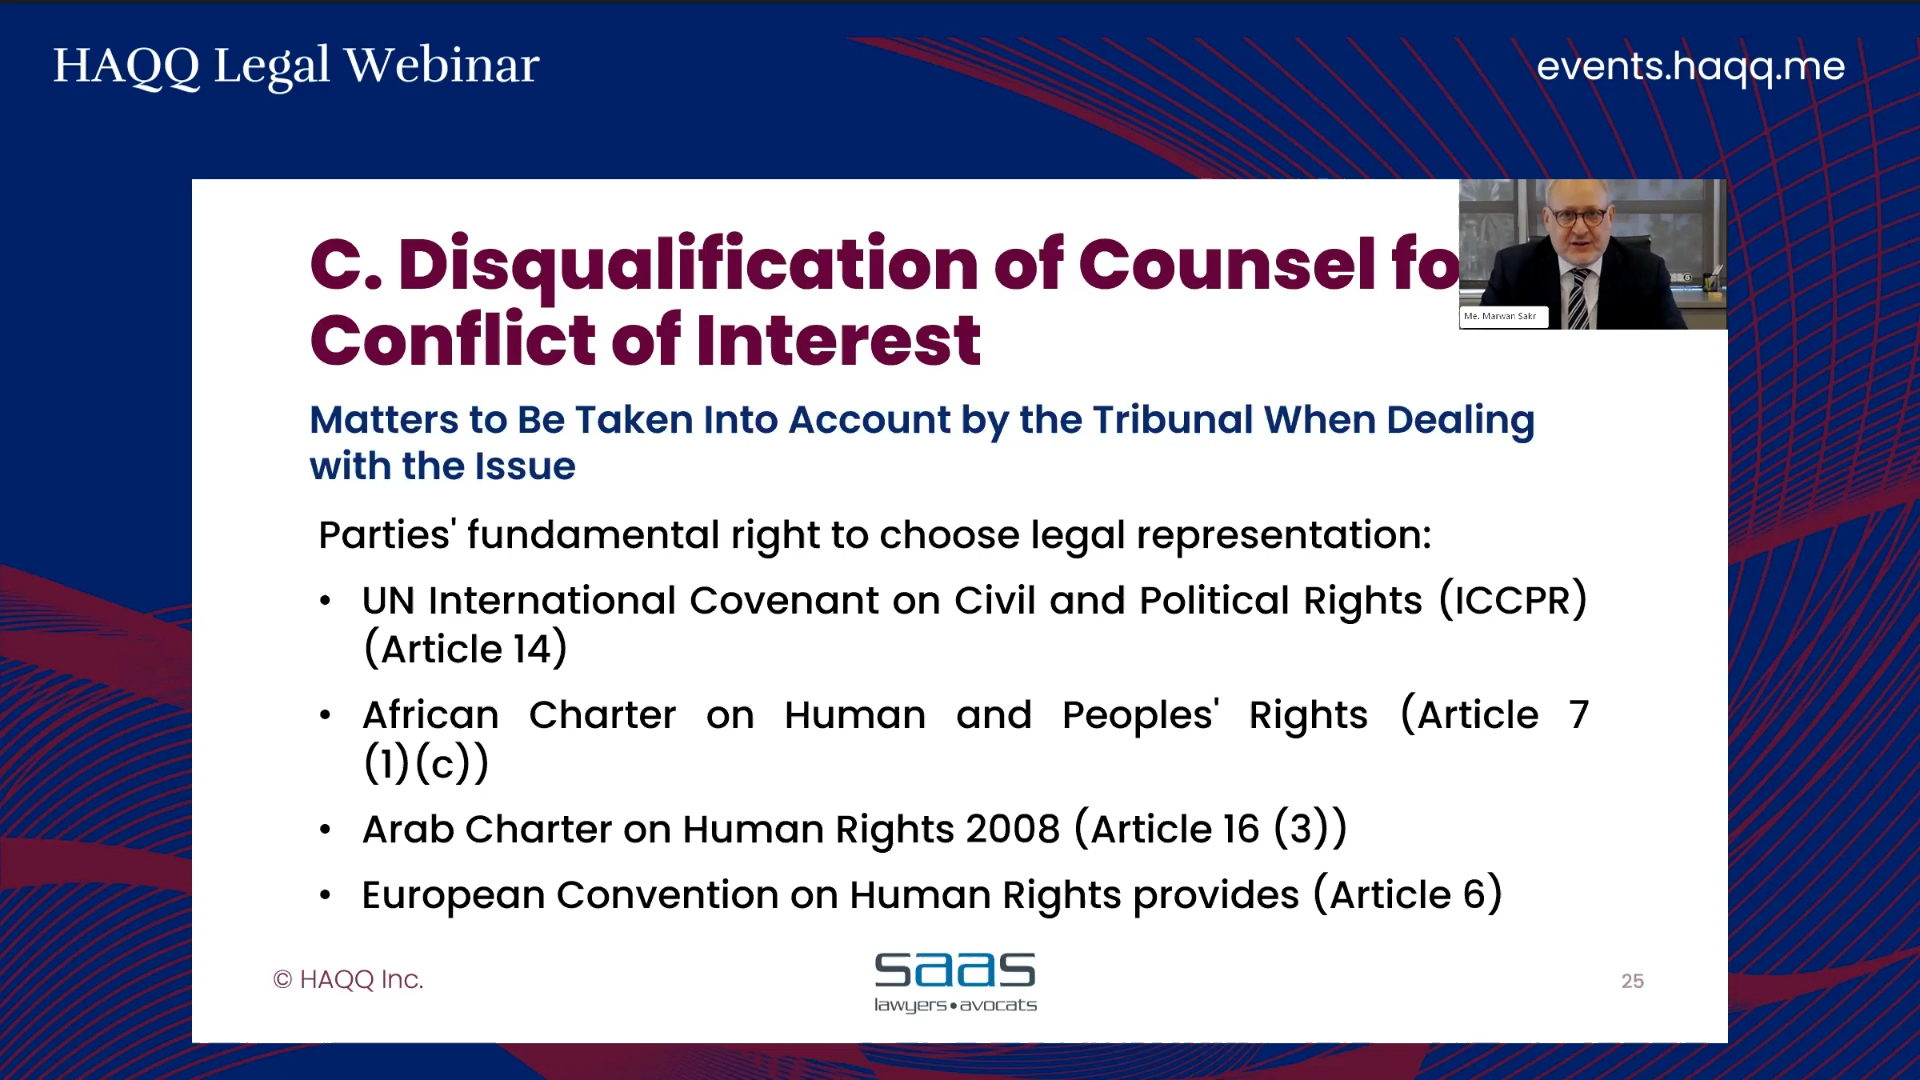 HAQQ Legal Webinar
events.haqq.me
C. Disqualification of Counsel fo
Conflict of Interest
Me. Marwan Sakr
Matters to Be Taken Into Account by the Tribunal When Dealing
with the Issue
Parties' fundamental right to choose legal representation:
• UN International Covenant on Civil and Political Rights (ICCPR)
(Article 14)
• African Charter on Human and Peoples' Rights (Article 7
(1)(c))
• Arab Charter on Human Rights 2008 (Article 16 (3))
• European Convention on Human Rights provides (Article 6)
© HAQQ Inc.
saas
lawyers•avocats
25